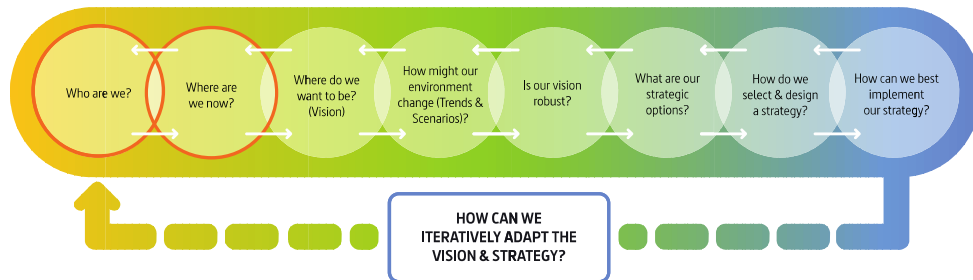 Who are we?
Where are
we now?
Where do we
want to be?
(Vision)
How might our
environment
change (Trends &
Scenarios)?
Is our vision
robust?
What are our
strategic
options?
How do we
select & design
a strategy?
How can we best
implement
our strategy?
HOW CAN WE
ITERATIVELY ADAPT THE
VISION & STRATEGY?